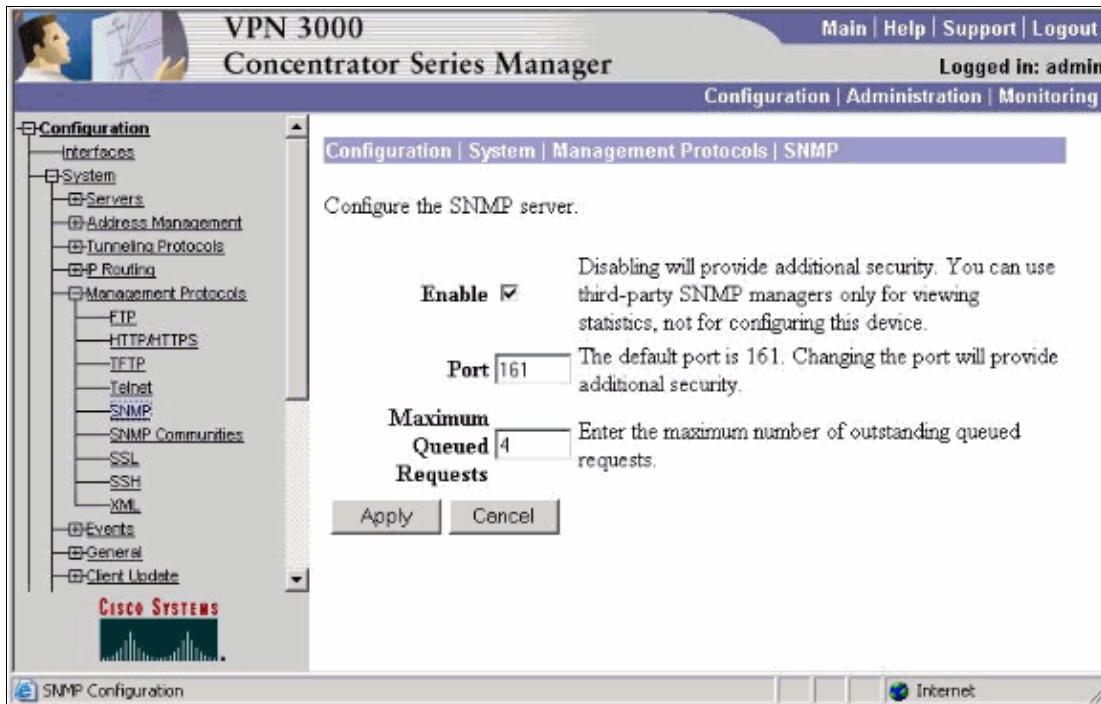 VPN 3000
Concentrator Series Manager
Main | Help | Support | Logout
Logged in: admin
Configuration | Administration | Monitoring
Configuration
Interfaces
System
Servers
Address Management
Tunneling Protocols
IP Routing
Management Protocols
FTP
HTTP/HTTPS
TFTP
Telnet
SNMP
SNMP Communities
SSL
SSH
XML
Events
General
Client Update
CISCO SYSTEMS
Configuration | System | Management Protocols | SNMP
Configure the SNMP server.
Enable
Disabling will provide additional security. You can use
third-party SNMP managers only for viewing
statistics, not for configuring this device.
Port 161
The default port is 161. Changing the port will provide
additional security.
Maximum
Queued
Requests
4
Enter the maximum number of outstanding queued
requests.
Apply Cancel
SNMP Configuration
Internet